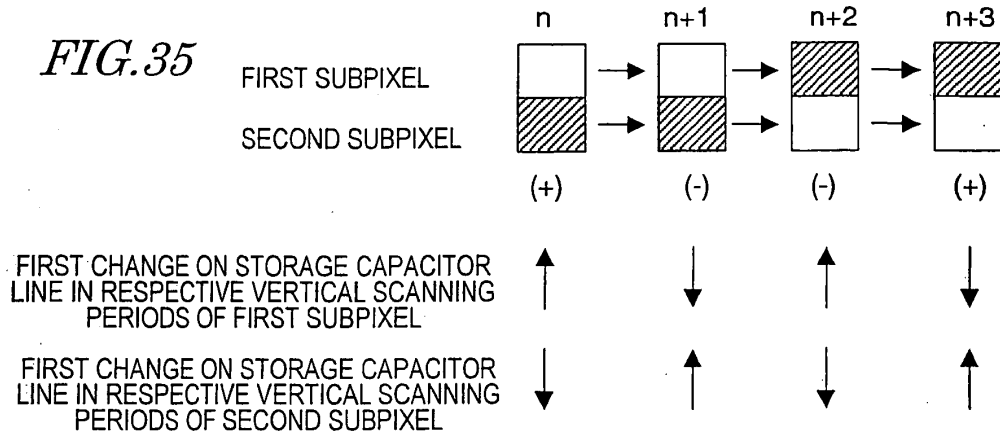 n n+1 n+2 n+3
FIG.35
FIRST SUBPIXEL
SECOND SUBPIXEL
(+) (-) (-) (+)
FIRST CHANGE ON STORAGE CAPACITOR
LINE IN RESPECTIVE VERTICAL SCANNING
PERIODS OF FIRST SUBPIXEL
FIRST CHANGE ON STORAGE CAPACITOR
LINE IN RESPECTIVE VERTICAL SCANNING
PERIODS OF SECOND SUBPIXEL